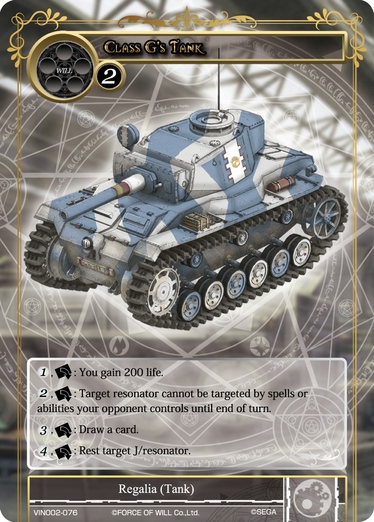 Class G's Tank
WILL
2
1, : You gain 200 life.
2, : Target resonator cannot be targeted by spells or
abilities your opponent controls until end of turn.
3, : Draw a card.
4, : Rest target J/resonator.
Regalia (Tank)
VIN002-076 ©FORCE OF WILL Co.,Ltd. ©SEGA